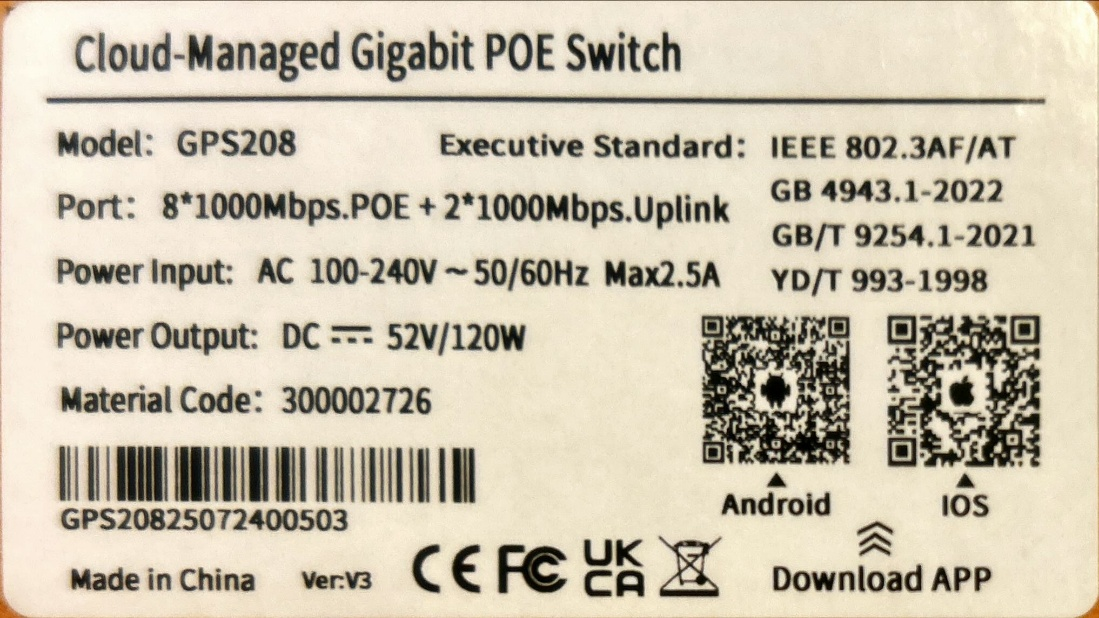 Cloud-Managed Gigabit POE Switch
Model: GPS208
Executive Standard: IEEE 802.3AF/AT
GB 4943.1-2022
GB/T 9254.1-2021
YD/T 993-1998
Port: 8*1000Mbps.POE + 2*1000Mbps.Uplink
Power Input: AC 100-240V ~ 50/60Hz Max2.5A
Power Output: DC ⎓ 52V/120W
Material Code: 300002726
GPS20825072400503
Android
IOS
Download APP
Made in China Ver:V3
CE FC UK CA